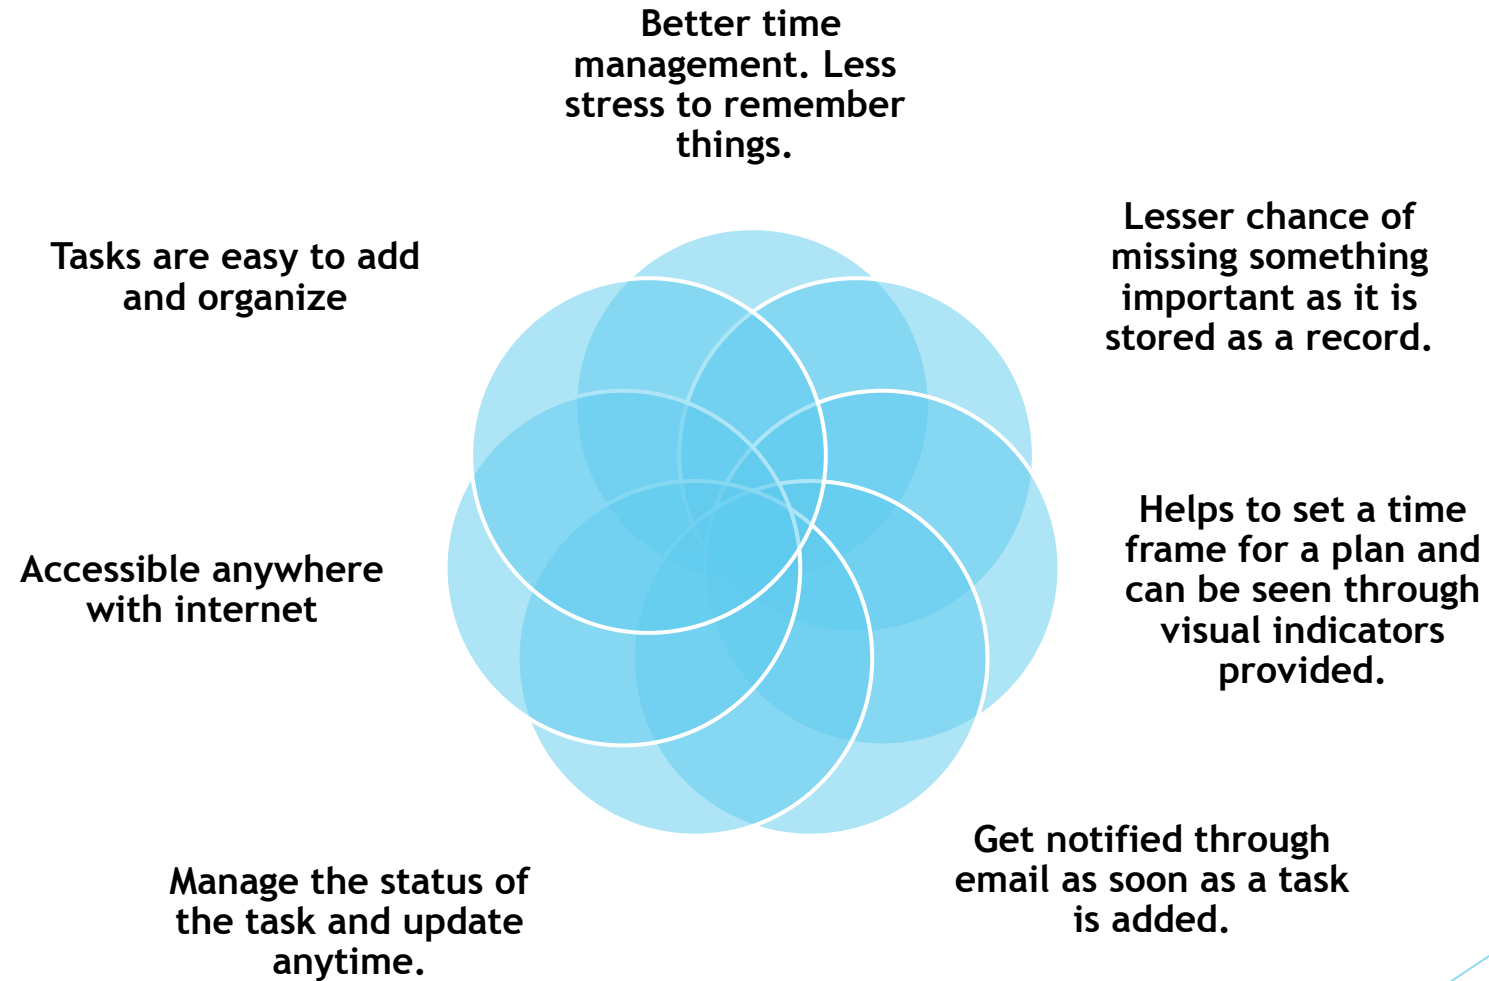 Better time
management. Less
stress to remember
things.
Lesser chance of
missing something
important as it is
stored as a record.
Helps to set a time
frame for a plan and
can be seen through
visual indicators
provided.
Get notified through
email as soon as a task
is added.
Manage the status of
the task and update
anytime.
Accessible anywhere
with internet
Tasks are easy to add
and organize